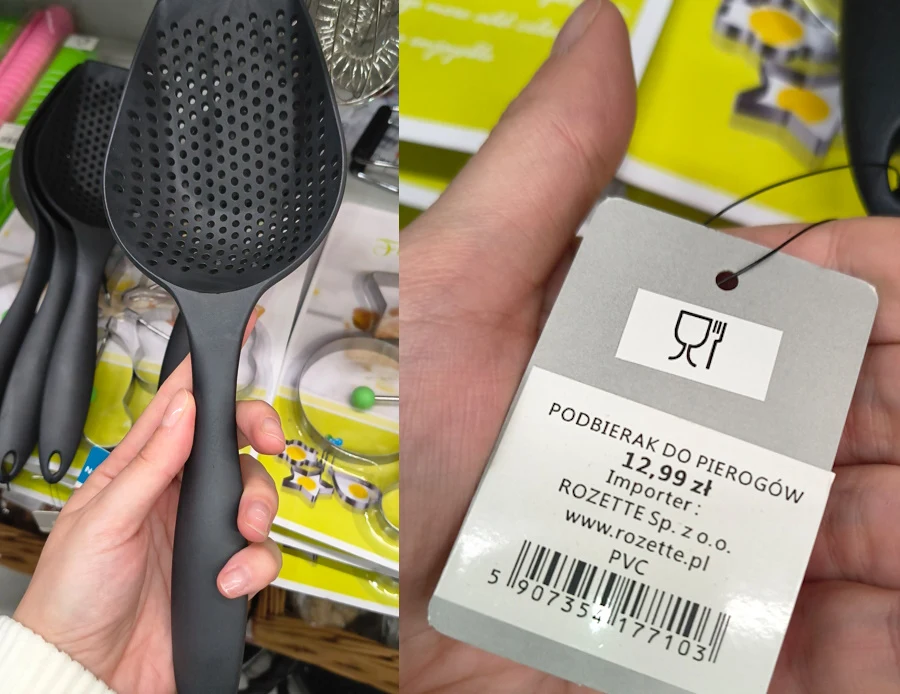 PODBIERAK DO PIEROGÓW
12,99 zł
Importer:
ROZETTE Sp. z o.o.
www.rozette.pl
PVC
5 907354 177103